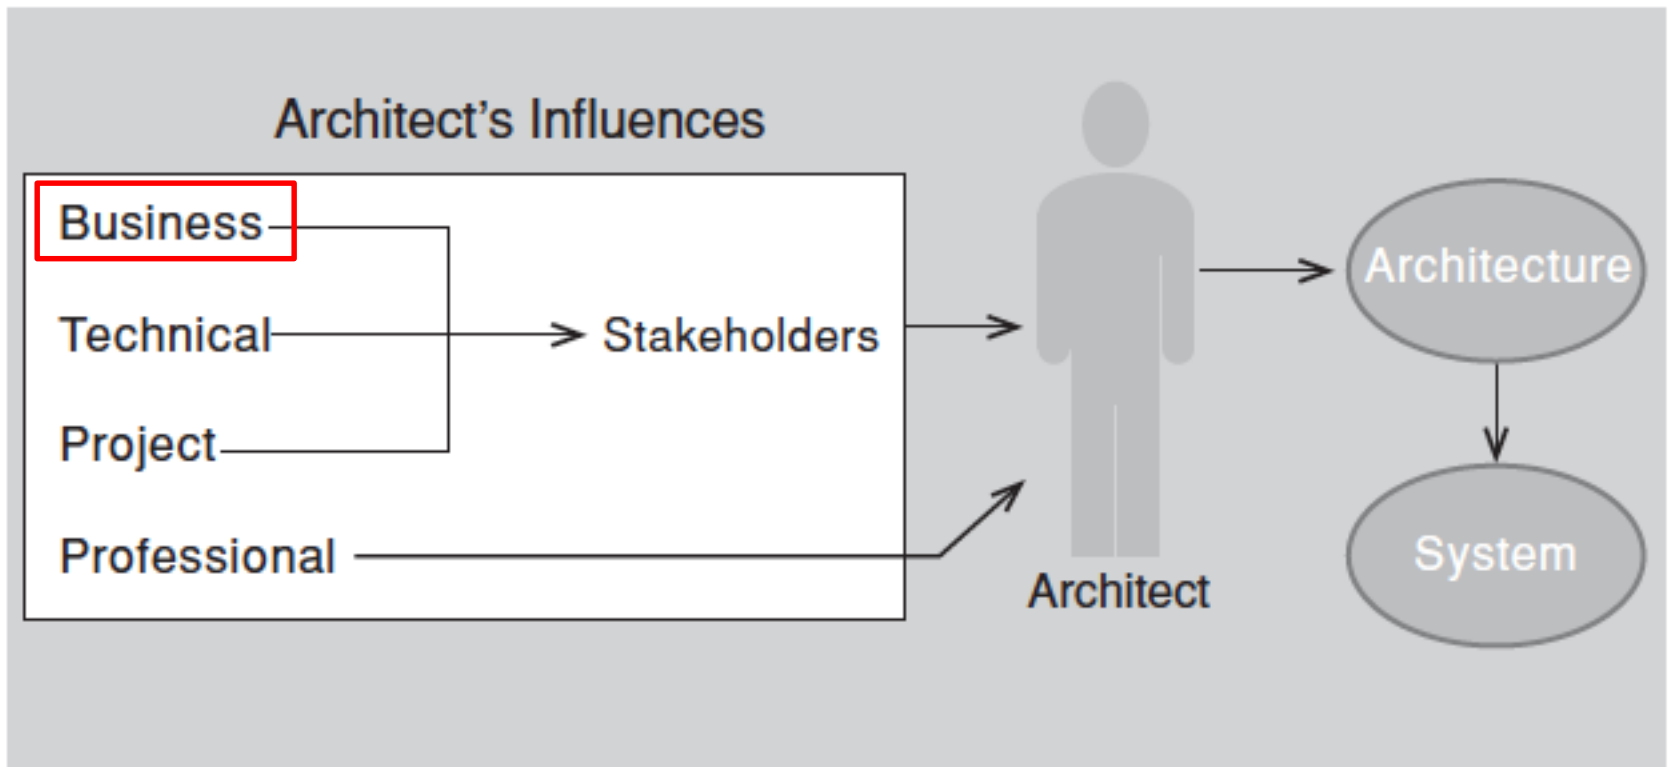 Architect's Influences
Business
Technical
Stakeholders
Project
Professional
Architect
Architecture
System